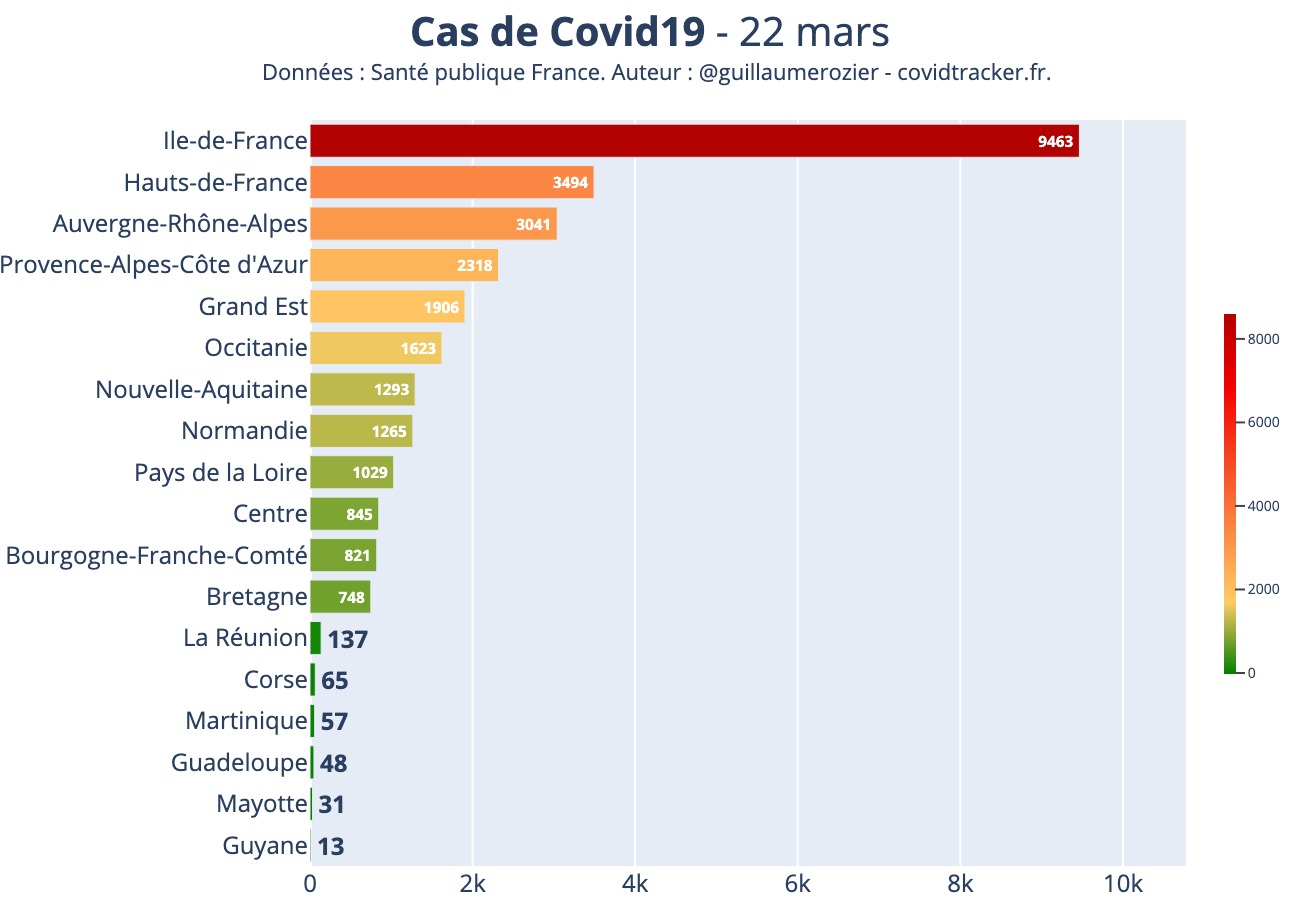 Cas de Covid19 - 22 mars
Données : Santé publique France. Auteur : @guillaumerozier - covidtracker.fr.
Ile-de-France 9463
Hauts-de-France 3494
Auvergne-Rhône-Alpes 3041
Provence-Alpes-Côte d'Azur 2318
Grand Est 1906
Occitanie 1623
Nouvelle-Aquitaine 1293
Normandie 1265
Pays de la Loire 1029
Centre 845
Bourgogne-Franche-Comté 821
Bretagne 748
La Réunion 137
Corse 65
Martinique 57
Guadeloupe 48
Mayotte 31
Guyane 13
0 2k 4k 6k 8k 10k
8000
6000
4000
2000
0